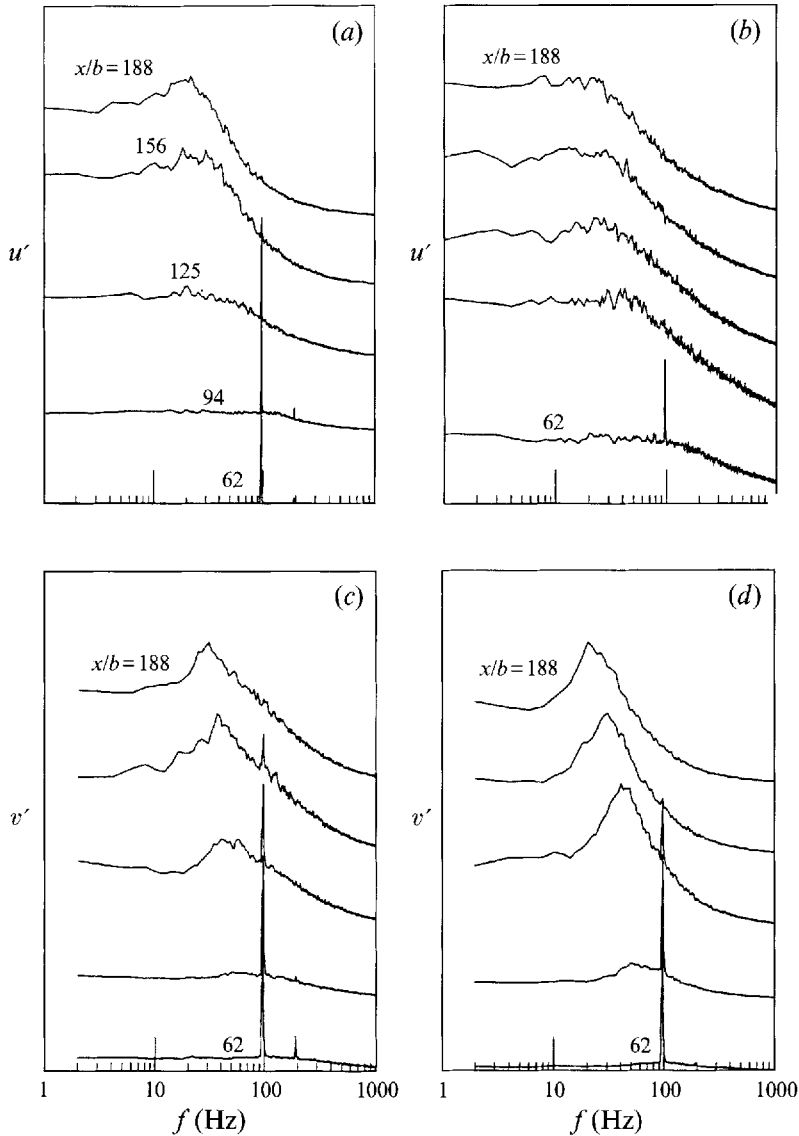 (a)
x/b = 188
156
125
94
62
u′
(b)
x/b = 188
62
u′
(c)
x/b = 188
62
v′
1 10 100 1000
f (Hz)
(d)
x/b = 188
62
v′
1 10 100 1000
f (Hz)